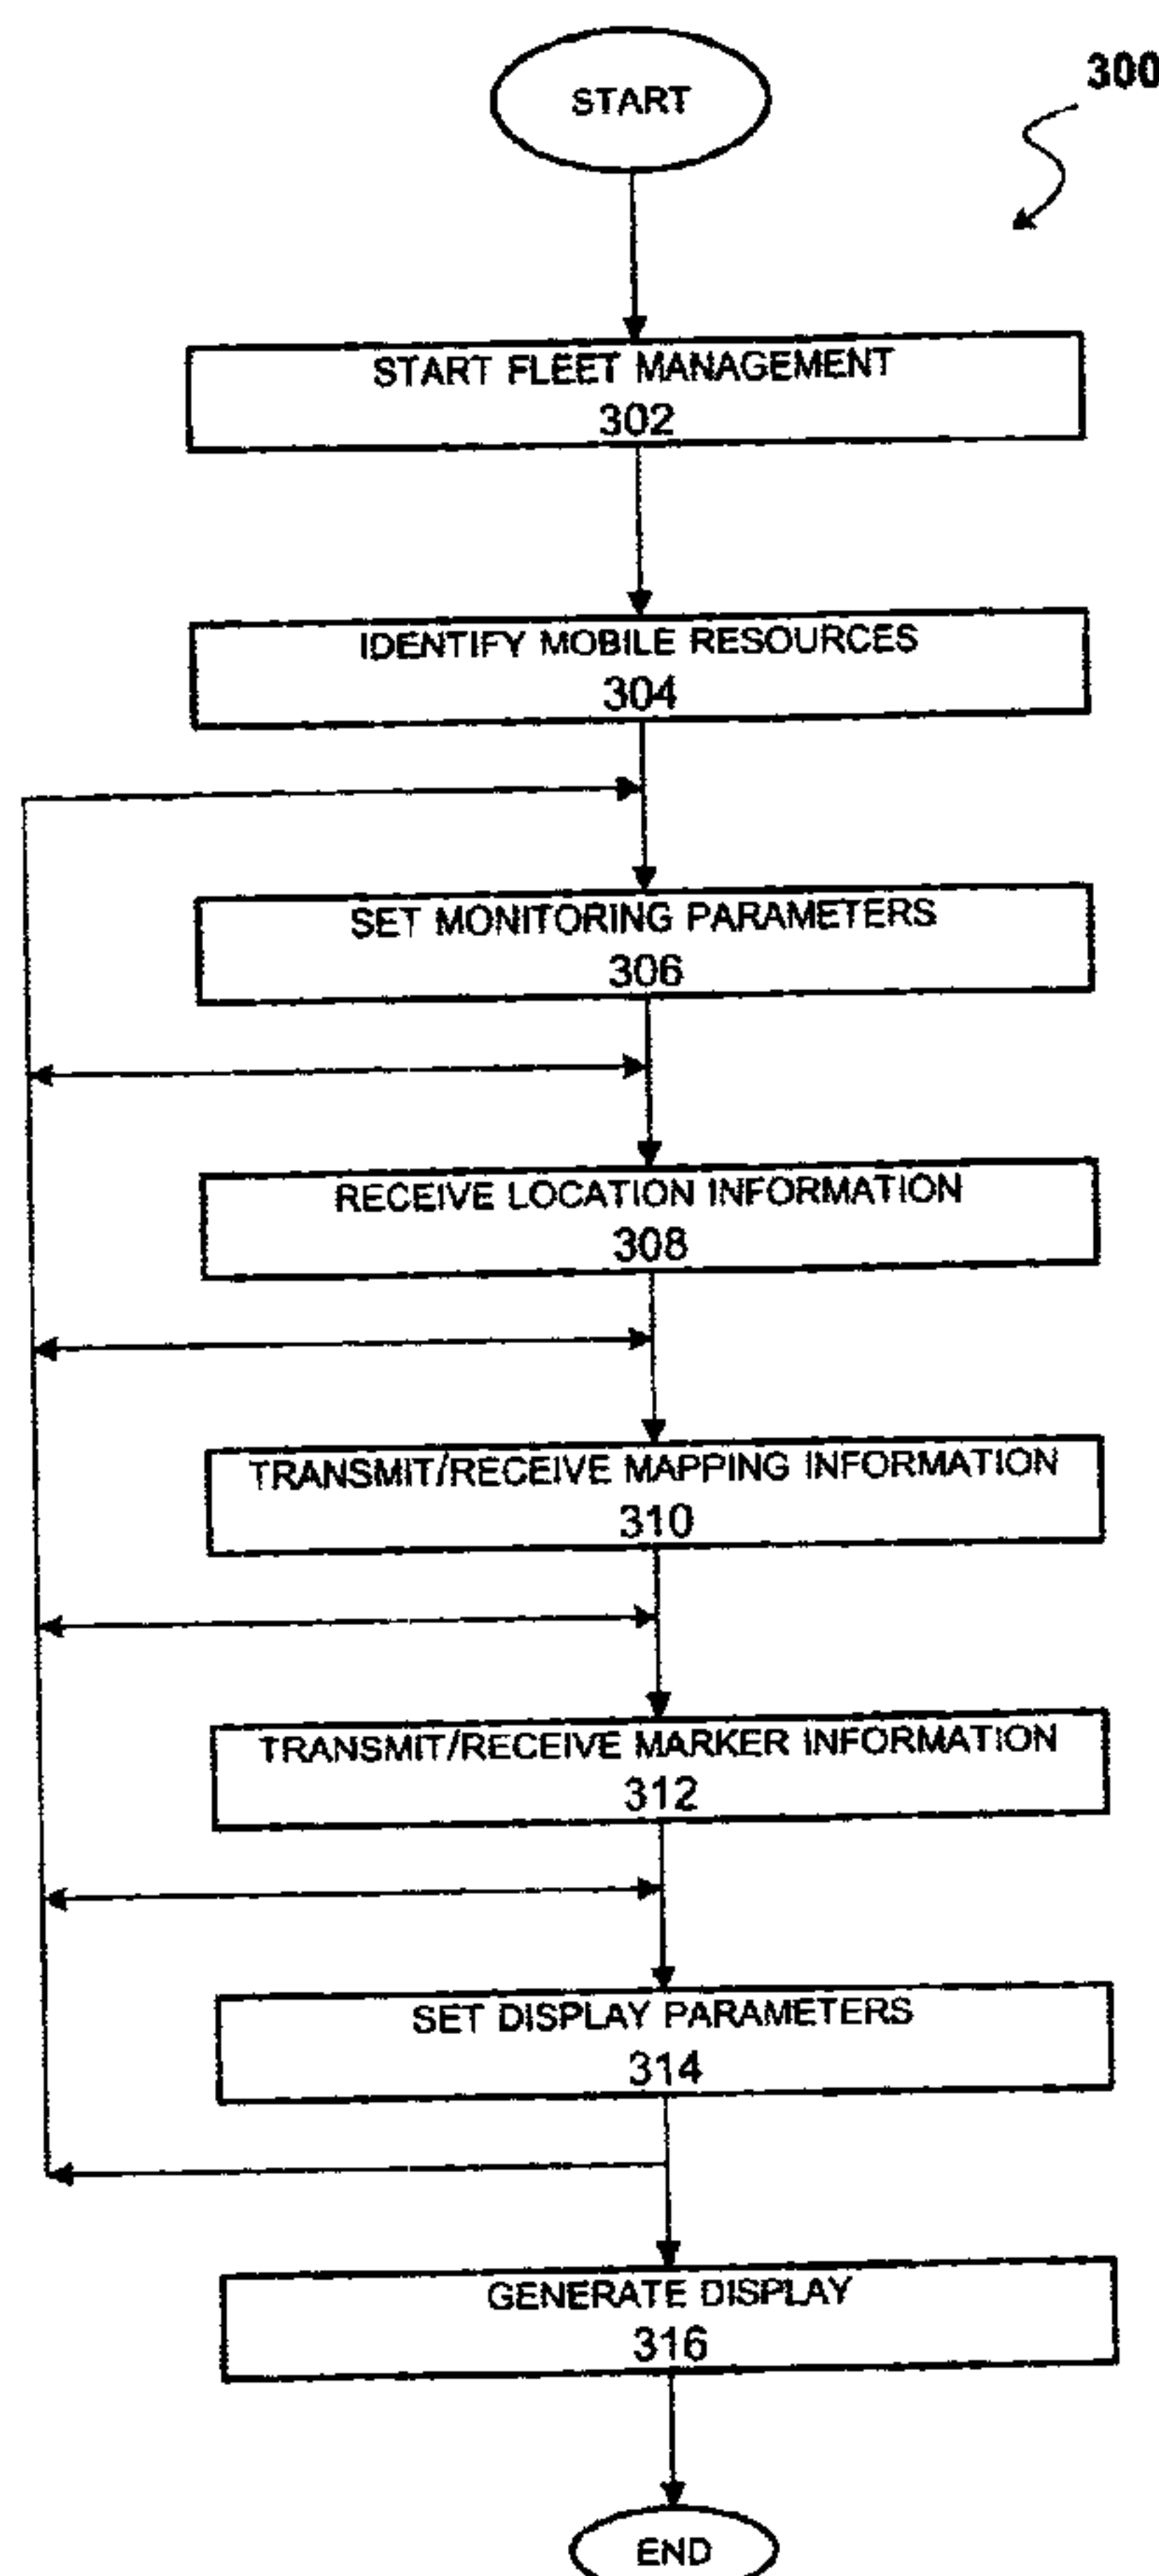 START
300
START FLEET MANAGEMENT
302
IDENTIFY MOBILE RESOURCES
304
SET MONITORING PARAMETERS
306
RECEIVE LOCATION INFORMATION
308
TRANSMIT/RECEIVE MAPPING INFORMATION
310
TRANSMIT/RECEIVE MARKER INFORMATION
312
SET DISPLAY PARAMETERS
314
GENERATE DISPLAY
316
END